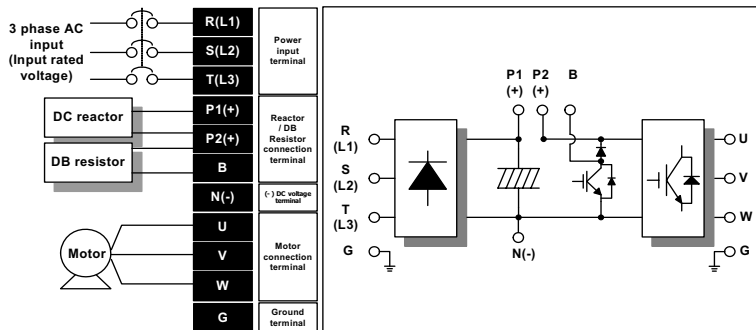 3 phase AC
input
(Input rated
voltage)
R(L1)
S(L2)
T(L3)
Power
input
terminal
DC reactor
DB resistor
P1(+)
P2(+)
B
Reactor
/ DB
Resistor
connection
terminal
N(-)
(-) DC voltage
terminal
Motor
U
V
W
Motor
connection
terminal
G
Ground
terminal
P1
(+)
P2
(+)
B
R
(L1)
S
(L2)
T
(L3)
G
N(-)
U
V
W
G